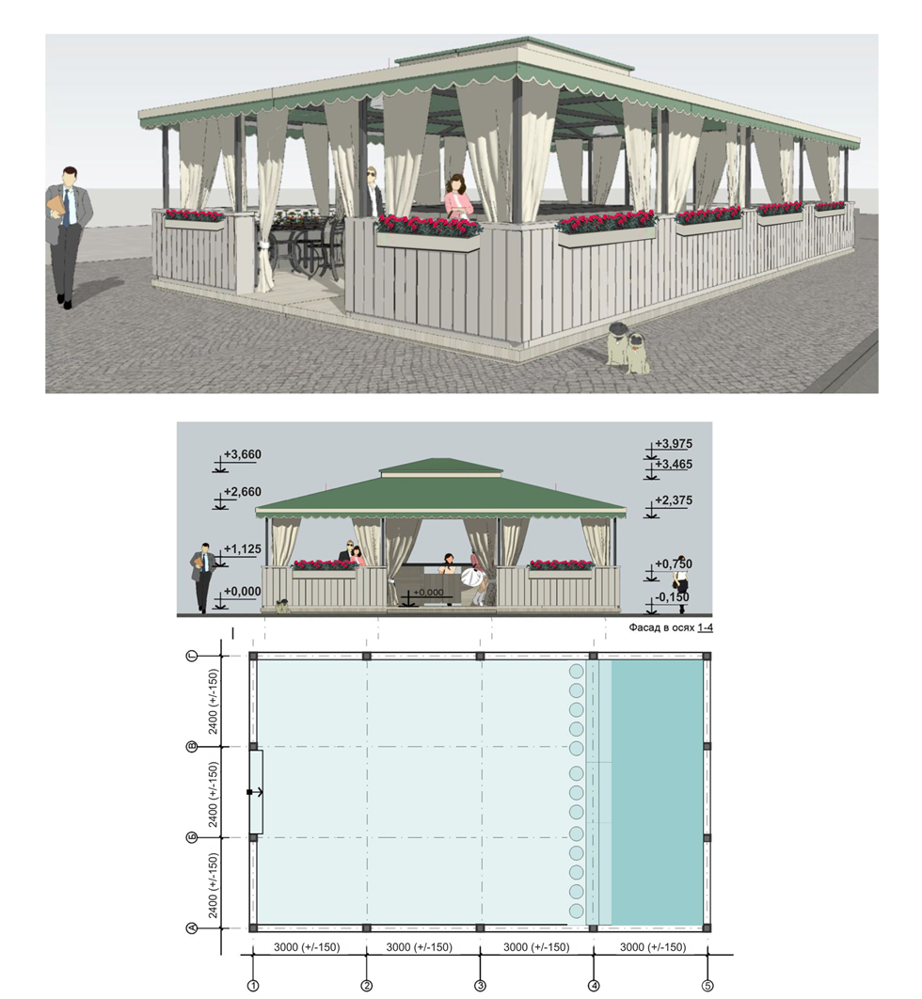 +3,660
+2,660
+1,125
+0,000
+0,000
+3,975
+3,465
+2,375
+0,750
-0,150
Фасад в осях 1-4
I
Г
2400 (+/-150)
В
2400 (+/-150)
Б
2400 (+/-150)
А
3000 (+/-150) 3000 (+/-150) 3000 (+/-150) 3000 (+/-150)
1 2 3 4 5